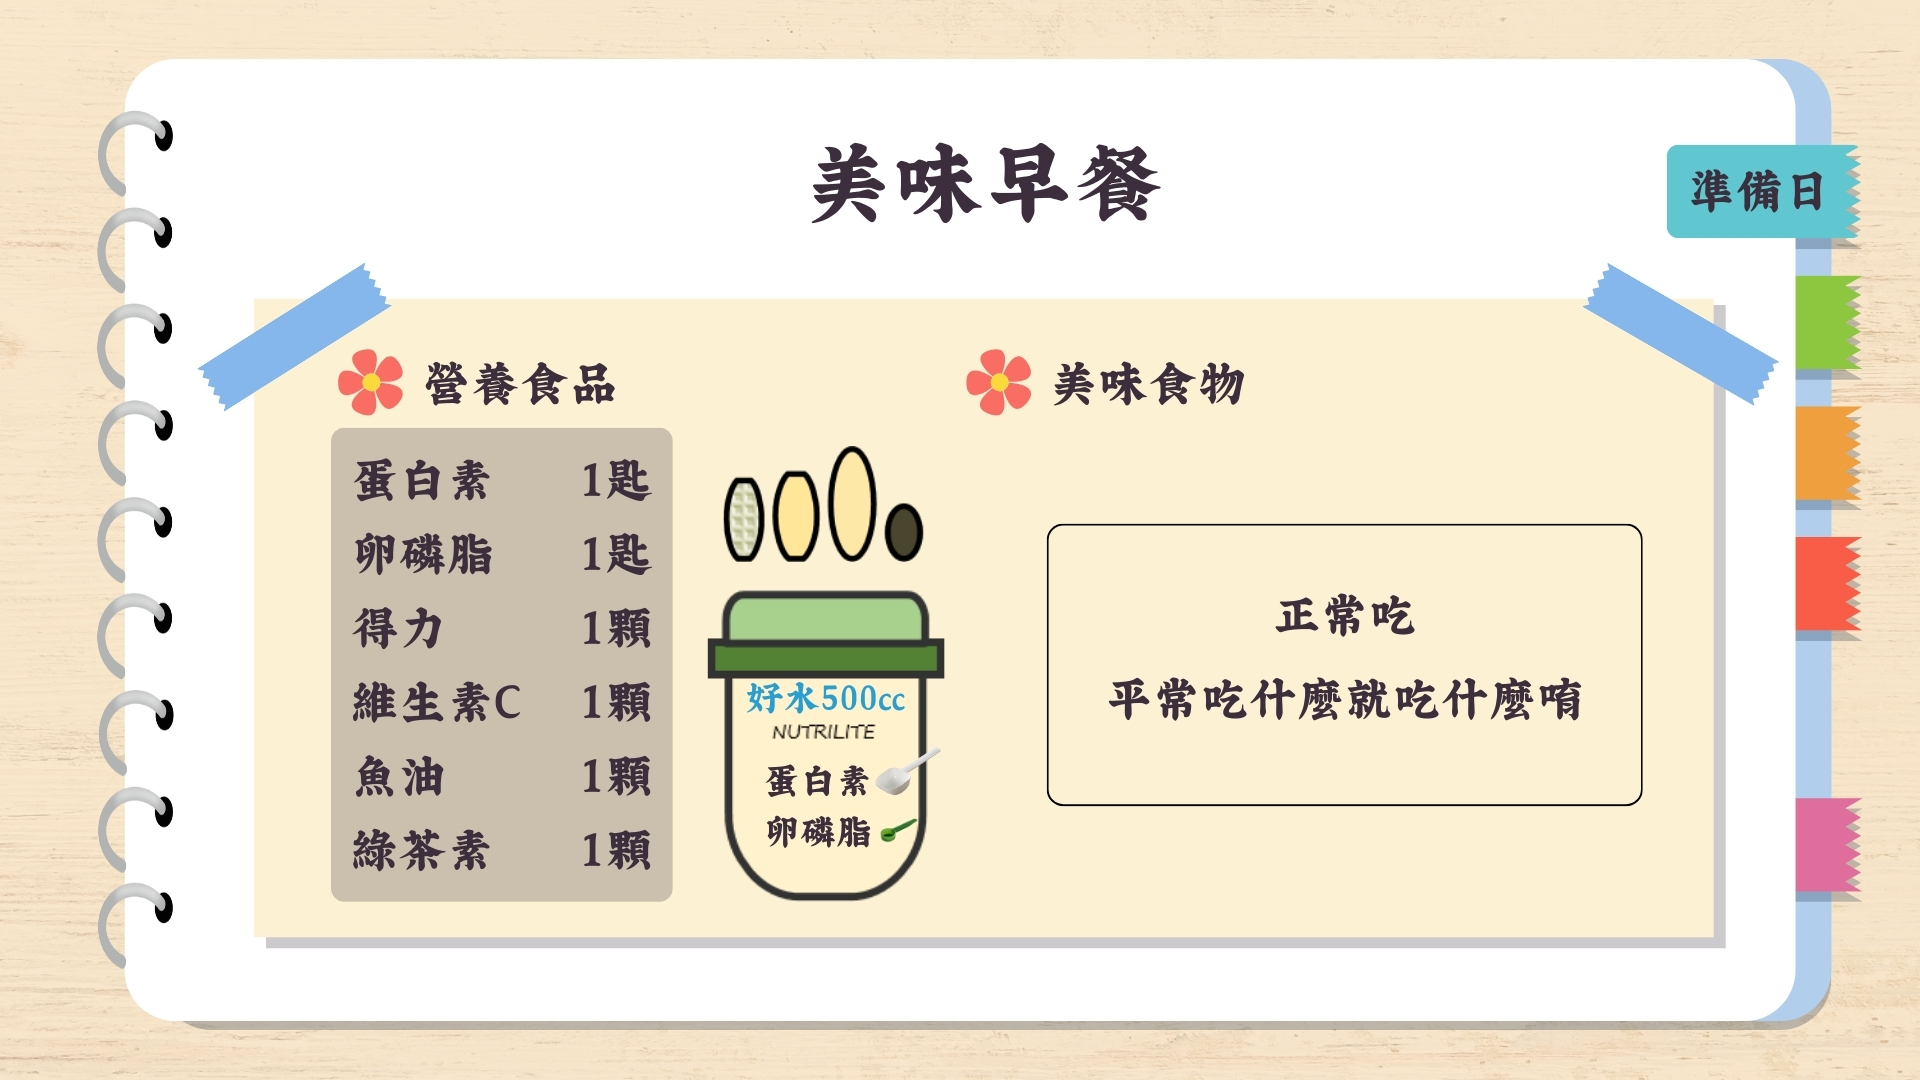 美味早餐
準備日
營養食品
蛋白素 1匙
卵磷脂 1匙
得力 1顆
維生素C 1顆
魚油 1顆
綠茶素 1顆
好水500cc
NUTRILITE
蛋白素
卵磷脂
美味食物
正常吃
平常吃什麼就吃什麼唷